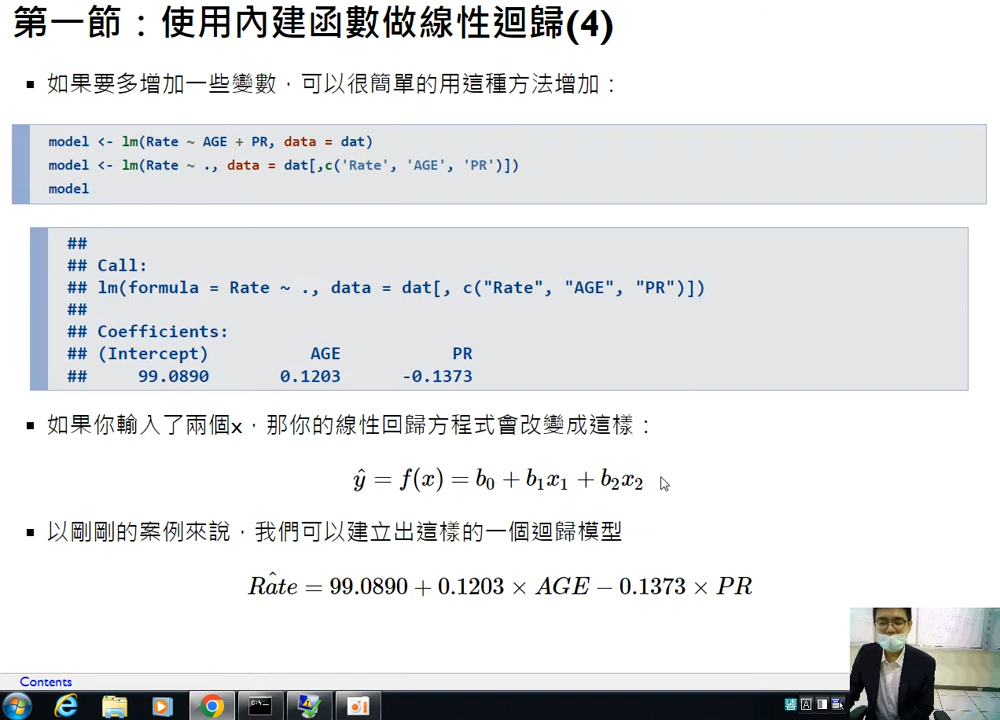 第一節：使用內建函數做線性迴歸(4)
如果要多增加一些變數，可以很簡單的用這種方法增加：
model <- lm(Rate ~ AGE + PR, data = dat)
model <- lm(Rate ~ ., data = dat[,c('Rate', 'AGE', 'PR')])
model
##
## Call:
## lm(formula = Rate ~ ., data = dat[, c("Rate", "AGE", "PR")])
##
## Coefficients:
## (Intercept) AGE PR
## 99.0890 0.1203 -0.1373
如果你輸入了兩個x，那你的線性回歸方程式會改變成這樣：
ŷ = f(x) = b₀ + b₁x₁ + b₂x₂
以剛剛的案例來說，我們可以建立出這樣的一個迴歸模型
Rat̂e = 99.0890 + 0.1203 × AGE − 0.1373 × PR
Contents